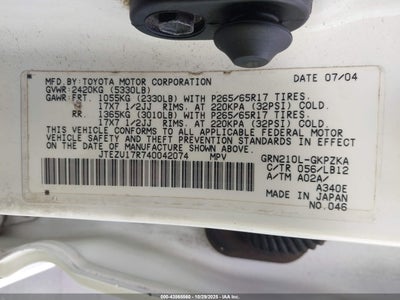 MFD. BY: TOYOTA MOTOR CORPORATION DATE 07/04
GVWR: 2420KG (5330LB)
GAWR: FRT. 1055KG (2330LB) WITH P265/65R17 TIRES.
17X7 1/2JJ RIMS AT 220KPA (32PSI) COLD.
RR. 1365KG (3010LB) WITH P265/65R17 TIRES.
17X7 1/2JJ RIMS AT 220KPA (32PSI) COLD.
THIS VEHICLE CONFORMS TO ALL APPLICABLE FEDERAL MOTOR
VEHICLE SAFETY AND THEFT PREVENTION STANDARDS IN EFFECT
ON THE DATE OF MANUFACTURE SHOWN ABOVE.
JTEZU17R740042074 MPV GRN210L-GKPZKA
C/TR 056/LB12
A/TM A02A/
A340E
MADE IN JAPAN
NO.046